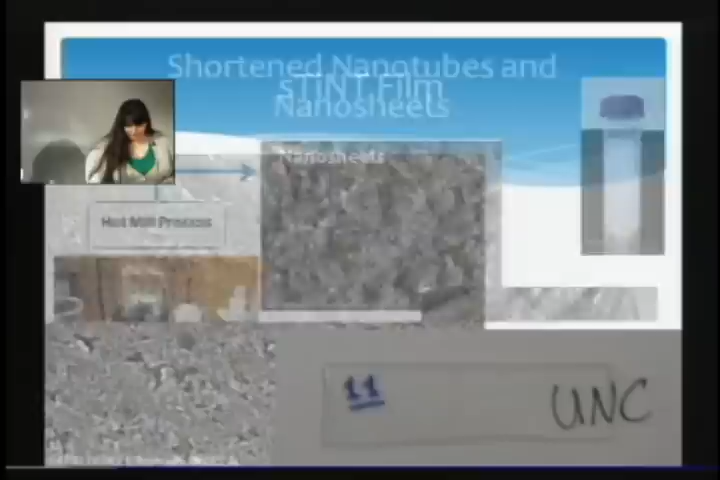 Shortened Nanotubes and
sTiNT Film
Nanosheets
Nanosheets
Hot Mill Process
11
UNC